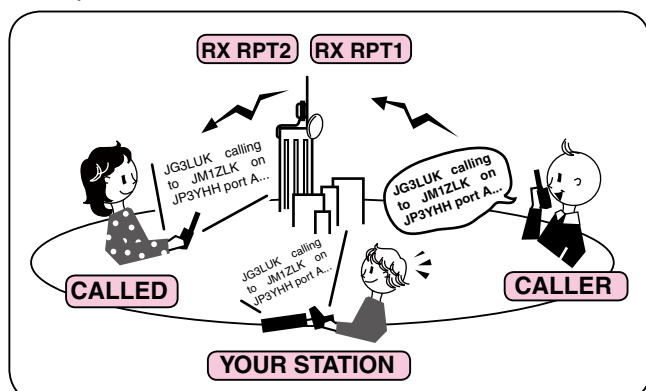 RX RPT2 RX RPT1
JG3LUK calling
to JM1ZLK on
JP3YHH port A...
JG3LUK calling
to JM1ZLK on
JP3YHH port A...
JG3LUK calling
to JM1ZLK on
JP3YHH port A...
CALLED
CALLER
YOUR STATION